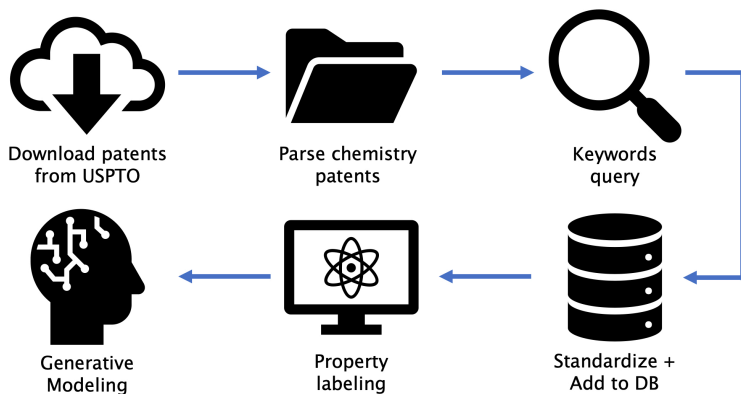 Download patents
from USPTO
Parse chemistry
patents
Keywords
query
Generative
Modeling
Property
labeling
Standardize +
Add to DB